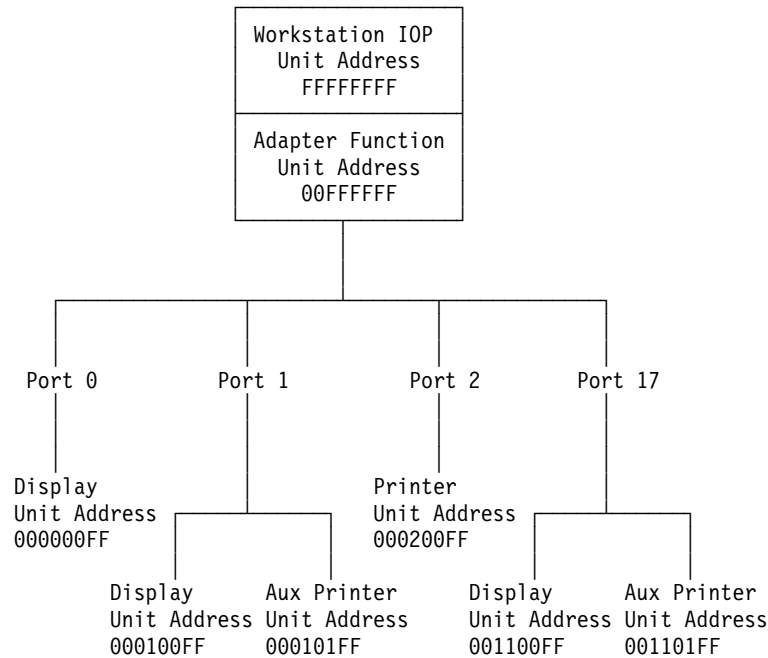 Workstation IOP
Unit Address
FFFFFFFF
Adapter Function
Unit Address
00FFFFFF
Port 0
Port 1
Port 2
Port 17
Display
Unit Address
000000FF
Printer
Unit Address
000200FF
Display
Unit Address
000100FF
Aux Printer
Unit Address
000101FF
Display
Unit Address
001100FF
Aux Printer
Unit Address
001101FF